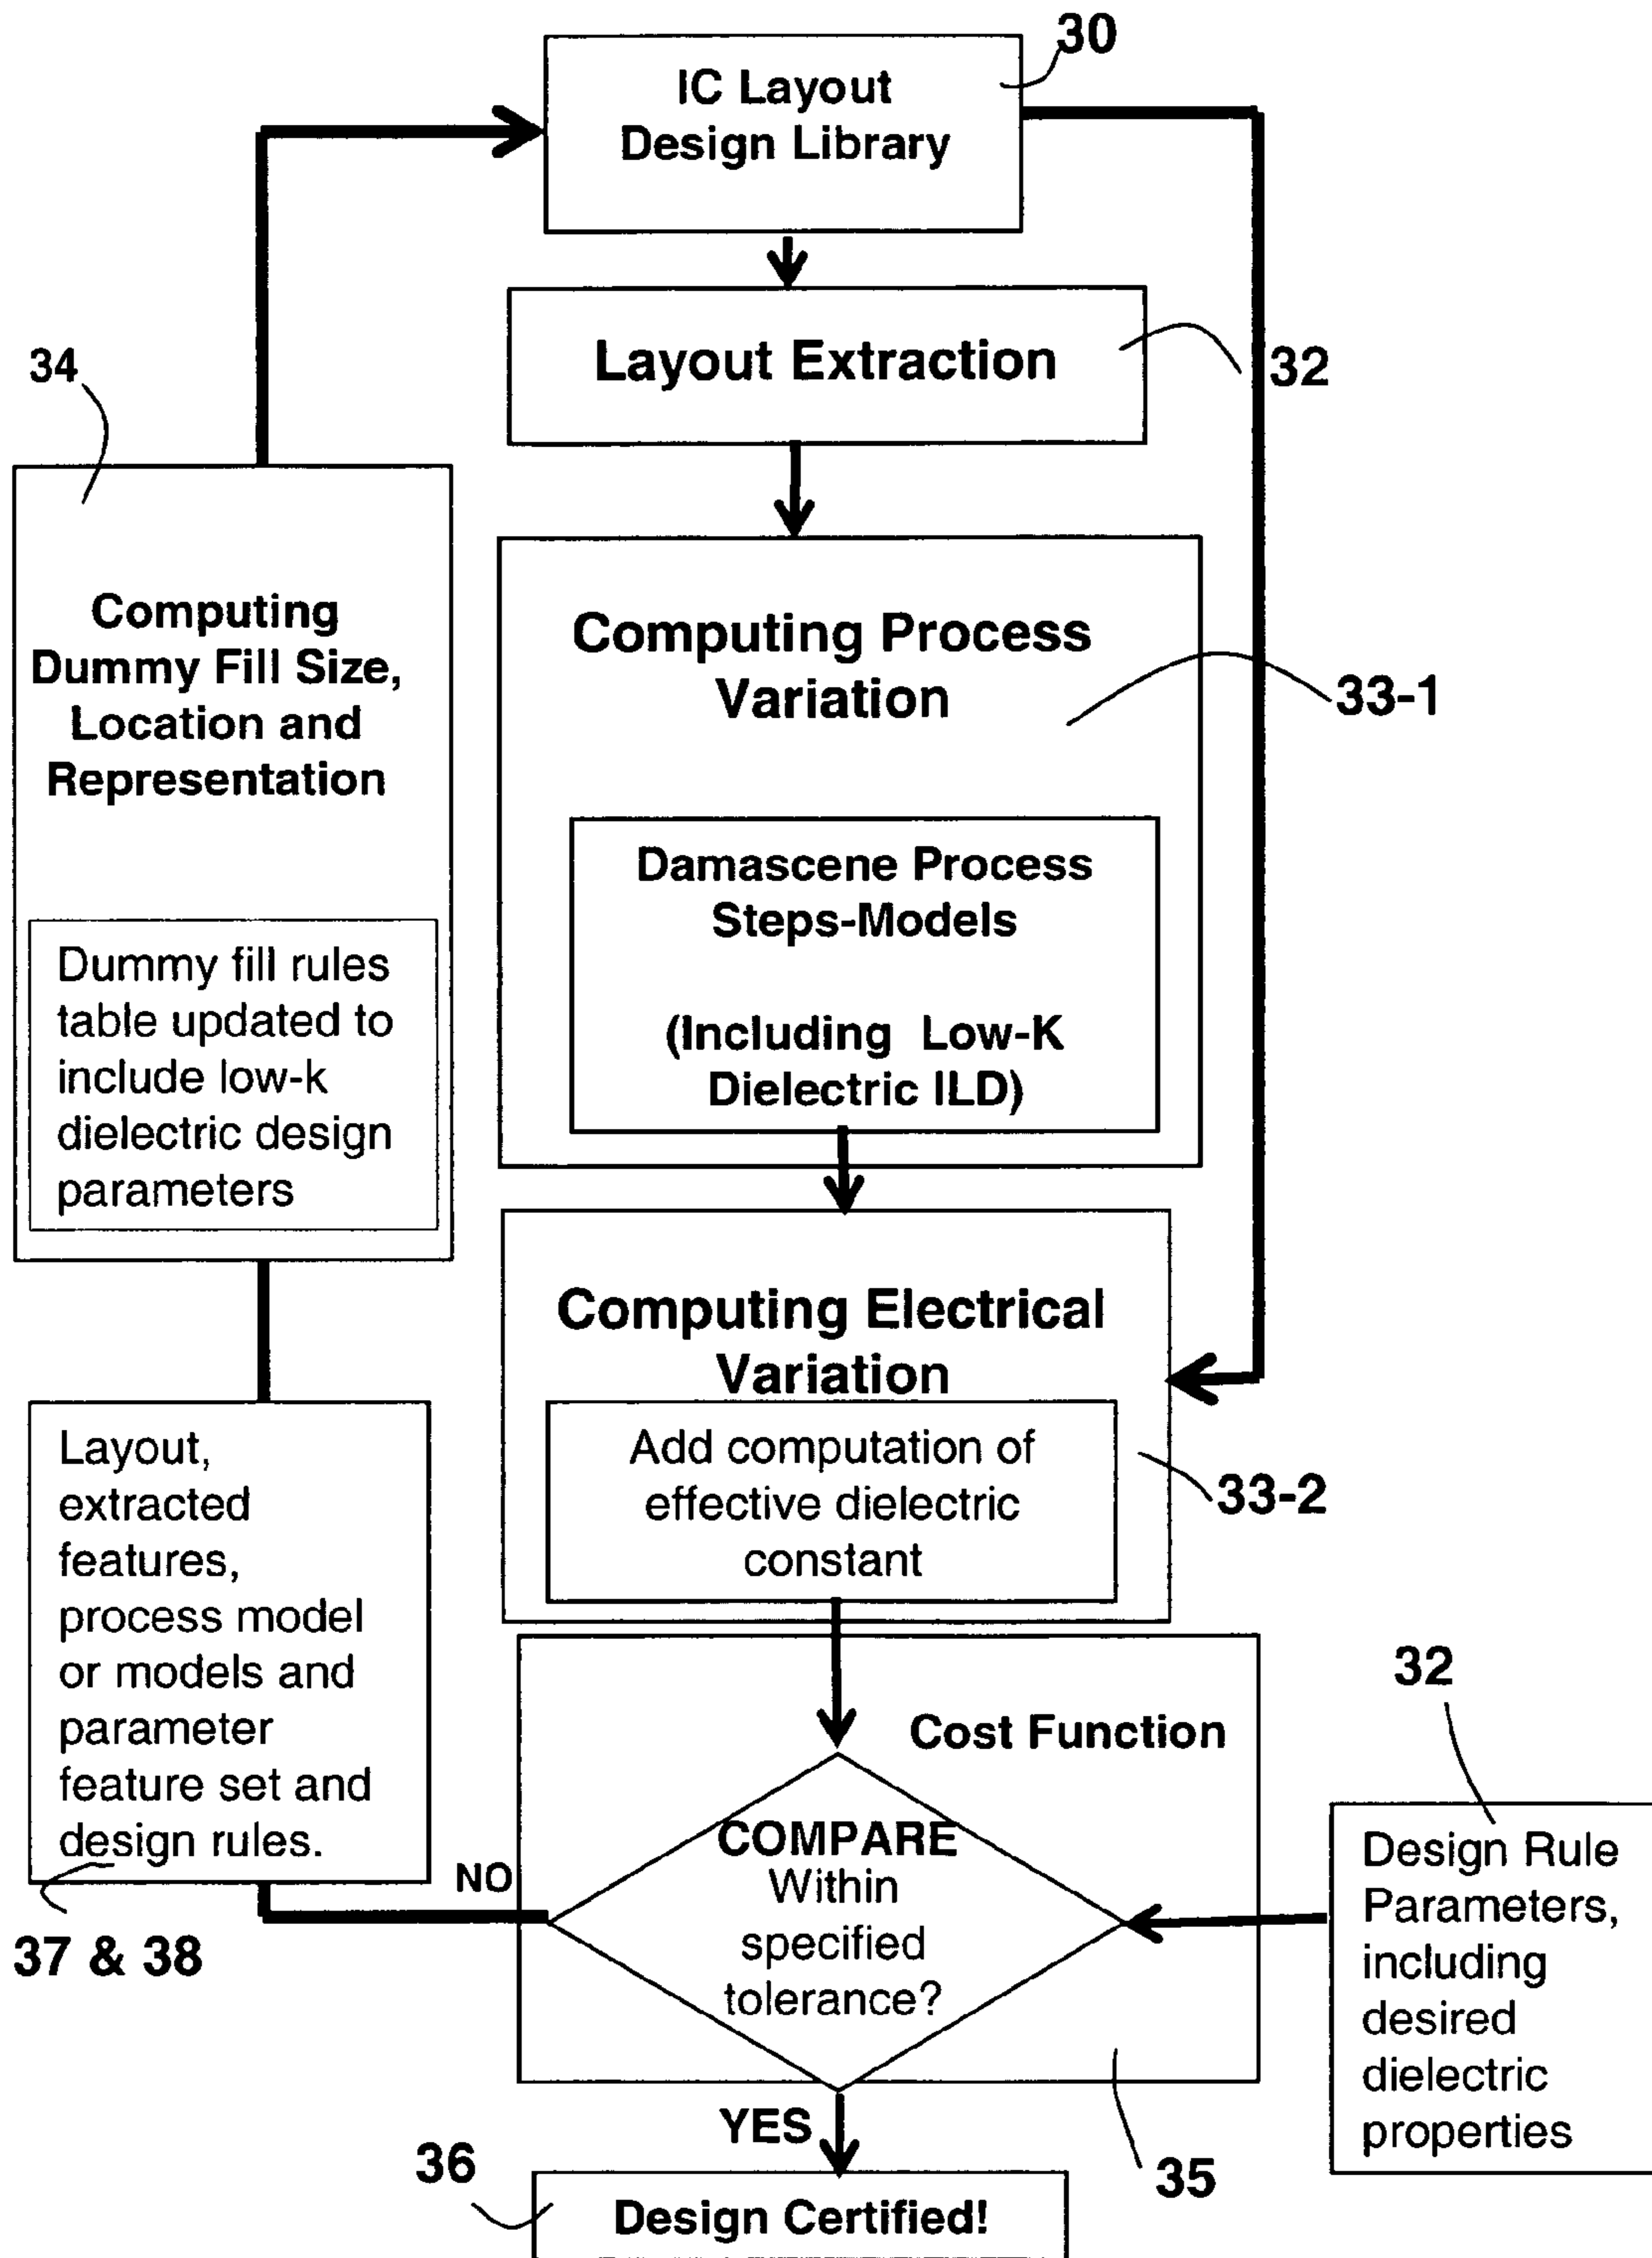 30
IC Layout
Design Library
Layout Extraction
32
34
Computing
Dummy Fill Size,
Location and
Representation
Dummy fill rules
table updated to
include low-k
dielectric design
parameters
Computing Process
Variation
33-1
Damascene Process
Steps-Models
(Including Low-K
Dielectric ILD)
Computing Electrical
Variation
Add computation of
effective dielectric
constant
33-2
Layout,
extracted
features,
process model
or models and
parameter
feature set and
design rules.
37 & 38
NO
Cost Function
COMPARE
Within
specified
tolerance?
32
Design Rule
Parameters,
including
desired
dielectric
properties
35
YES
36
Design Certified!